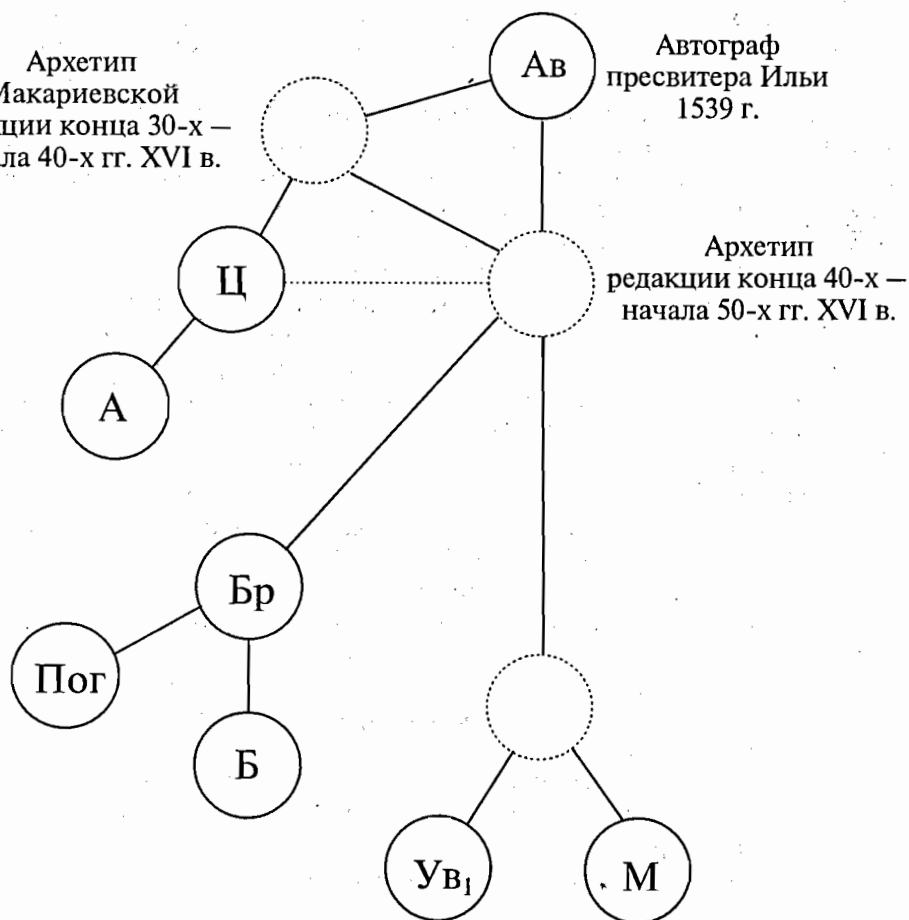 Архетип
Макариевской
ции конца 30-х –
ла 40-х гг. XVI в.
Ав
Автограф
пресвитера Ильи
1539 г.
Ц
Архетип
редакции конца 40-х –
начала 50-х гг. XVI в.
А
Бр
Пог
Б
Ув₁
М